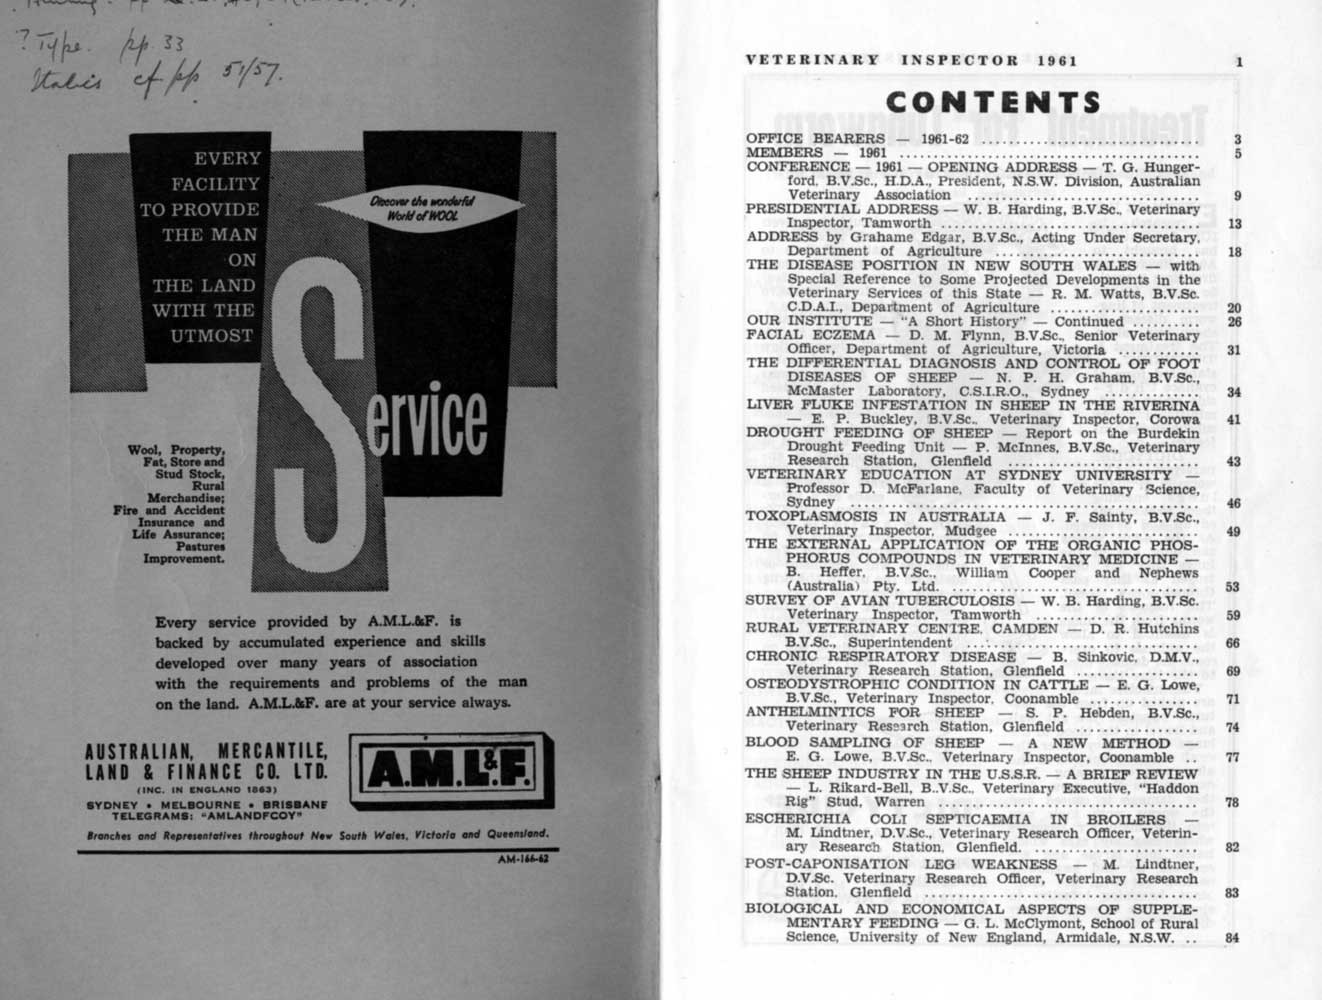 ? Type. pp. 33
Italics cf. pp 51/57.
EVERY
FACILITY
TO PROVIDE
THE MAN
ON
THE LAND
WITH THE
UTMOST
Discover the wonderful
World of WOOL
Service
Wool, Property,
Fat, Store and
Stud Stock,
Rural
Merchandise;
Fire and Accident
Insurance and
Life Assurance;
Pastures
Improvement.
Every service provided by A.M.L.&F. is
backed by accumulated experience and skills
developed over many years of association
with the requirements and problems of the man
on the land. A.M.L.&F. are at your service always.
AUSTRALIAN, MERCANTILE,
LAND & FINANCE CO. LTD.
(INC. IN ENGLAND 1863)
SYDNEY • MELBOURNE • BRISBANE
TELEGRAMS: "AMLANDFCOY"
A.M.L.&F.
Branches and Representatives throughout New South Wales, Victoria and Queensland.
AM-166-62
VETERINARY INSPECTOR 1961 1
CONTENTS
OFFICE BEARERS — 1961-62 .......... 3
MEMBERS — 1961 .......... 5
CONFERENCE — 1961 — OPENING ADDRESS — T. G. Hunger-
ford, B.V.Sc., H.D.A., President, N.S.W. Division, Australian
Veterinary Association .......... 9
PRESIDENTIAL ADDRESS — W. B. Harding, B.V.Sc., Veterinary
Inspector, Tamworth .......... 13
ADDRESS by Grahame Edgar, B.V.Sc., Acting Under Secretary,
Department of Agriculture .......... 18
THE DISEASE POSITION IN NEW SOUTH WALES — with
Special Reference to Some Projected Developments in the
Veterinary Services of this State — R. M. Watts, B.V.Sc.
C.D.A.I., Department of Agriculture .......... 20
OUR INSTITUTE — "A Short History" — Continued .......... 26
FACIAL ECZEMA — D. M. Flynn, B.V.Sc., Senior Veterinary
Officer, Department of Agriculture, Victoria .......... 31
THE DIFFERENTIAL DIAGNOSIS AND CONTROL OF FOOT
DISEASES OF SHEEP — N. P. H. Graham, B.V.Sc.,
McMaster Laboratory, C.S.I.R.O., Sydney .......... 34
LIVER FLUKE INFESTATION IN SHEEP IN THE RIVERINA
— E. P. Buckley, B.V.Sc., Veterinary Inspector, Corowa 41
DROUGHT FEEDING OF SHEEP — Report on the Burdekin
Drought Feeding Unit — P. McInnes, B.V.Sc., Veterinary
Research Station, Glenfield .......... 43
VETERINARY EDUCATION AT SYDNEY UNIVERSITY —
Professor D. McFarlane, Faculty of Veterinary Science,
Sydney .......... 46
TOXOPLASMOSIS IN AUSTRALIA — J. F. Sainty, B.V.Sc.,
Veterinary Inspector, Mudgee .......... 49
THE EXTERNAL APPLICATION OF THE ORGANIC PHOS-
PHORUS COMPOUNDS IN VETERINARY MEDICINE —
B. Heffer, B.V.Sc., William Cooper and Nephews
(Australia) Pty. Ltd. .......... 53
SURVEY OF AVIAN TUBERCULOSIS — W. B. Harding, B.V.Sc.
Veterinary Inspector, Tamworth .......... 59
RURAL VETERINARY CENTRE, CAMDEN — D. R. Hutchins
B.V.Sc., Superintendent .......... 66
CHRONIC RESPIRATORY DISEASE — B. Sinkovic, D.M.V.,
Veterinary Research Station, Glenfield .......... 69
OSTEODYSTROPHIC CONDITION IN CATTLE — E. G. Lowe,
B.V.Sc., Veterinary Inspector, Coonamble .......... 71
ANTHELMINTICS FOR SHEEP — S. P. Hebden, B.V.Sc.,
Veterinary Research Station, Glenfield .......... 74
BLOOD SAMPLING OF SHEEP — A NEW METHOD —
E. G. Lowe, B.V.Sc., Veterinary Inspector, Coonamble .. 77
THE SHEEP INDUSTRY IN THE U.S.S.R. — A BRIEF REVIEW
— L. Rikard-Bell, B..V.Sc., Veterinary Executive, "Haddon
Rig" Stud, Warren .......... 78
ESCHERICHIA COLI SEPTICAEMIA IN BROILERS —
M. Lindtner, D.V.Sc., Veterinary Research Officer, Veterin-
ary Research Station, Glenfield. .......... 82
POST-CAPONISATION LEG WEAKNESS — M. Lindtner,
D.V.Sc. Veterinary Research Officer, Veterinary Research
Station, Glenfield .......... 83
BIOLOGICAL AND ECONOMICAL ASPECTS OF SUPPLE-
MENTARY FEEDING — G. L. McClymont, School of Rural
Science, University of New England, Armidale, N.S.W. .. 84